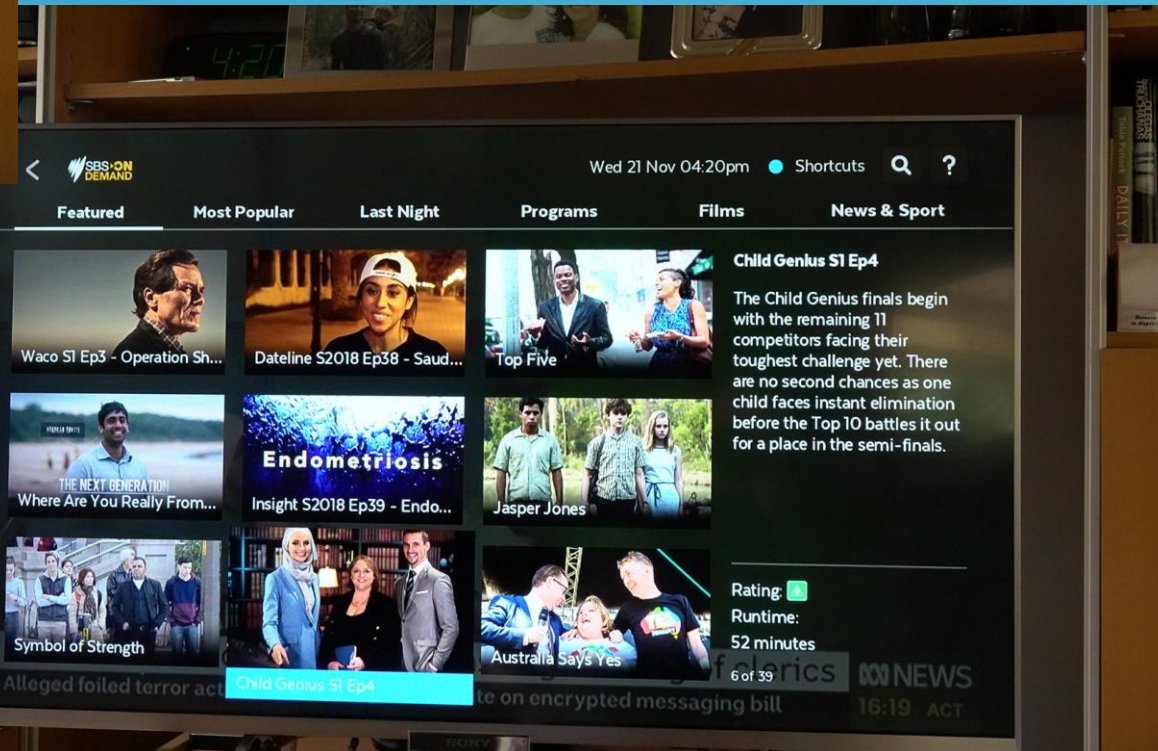 4:20
SBS ON DEMAND
Wed 21 Nov 04:20pm
Shortcuts
?
Featured
Most Popular
Last Night
Programs
Films
News & Sport
Waco S1 Ep3 - Operation Sh...
Dateline S2018 Ep38 - Saud...
Top Five
THE NEXT GENERATION
Where Are You Really From...
Endometriosis
Insight S2018 Ep39 - Endo...
Jasper Jones
Symbol of Strength
Child Genius S1 Ep4
Australia Says Yes
Child Genius S1 Ep4
The Child Genius finals begin
with the remaining 11
competitors facing their
toughest challenge yet. There
are no second chances as one
child faces instant elimination
before the Top 10 battles it out
for a place in the semi-finals.
Rating:
Runtime:
52 minutes
6 of 39
clerics
NEWS
Alleged foiled terror act
te on encrypted messaging bill
16:19 ACT
SONY
OLEGAS
TRUCHANAS
DAILY